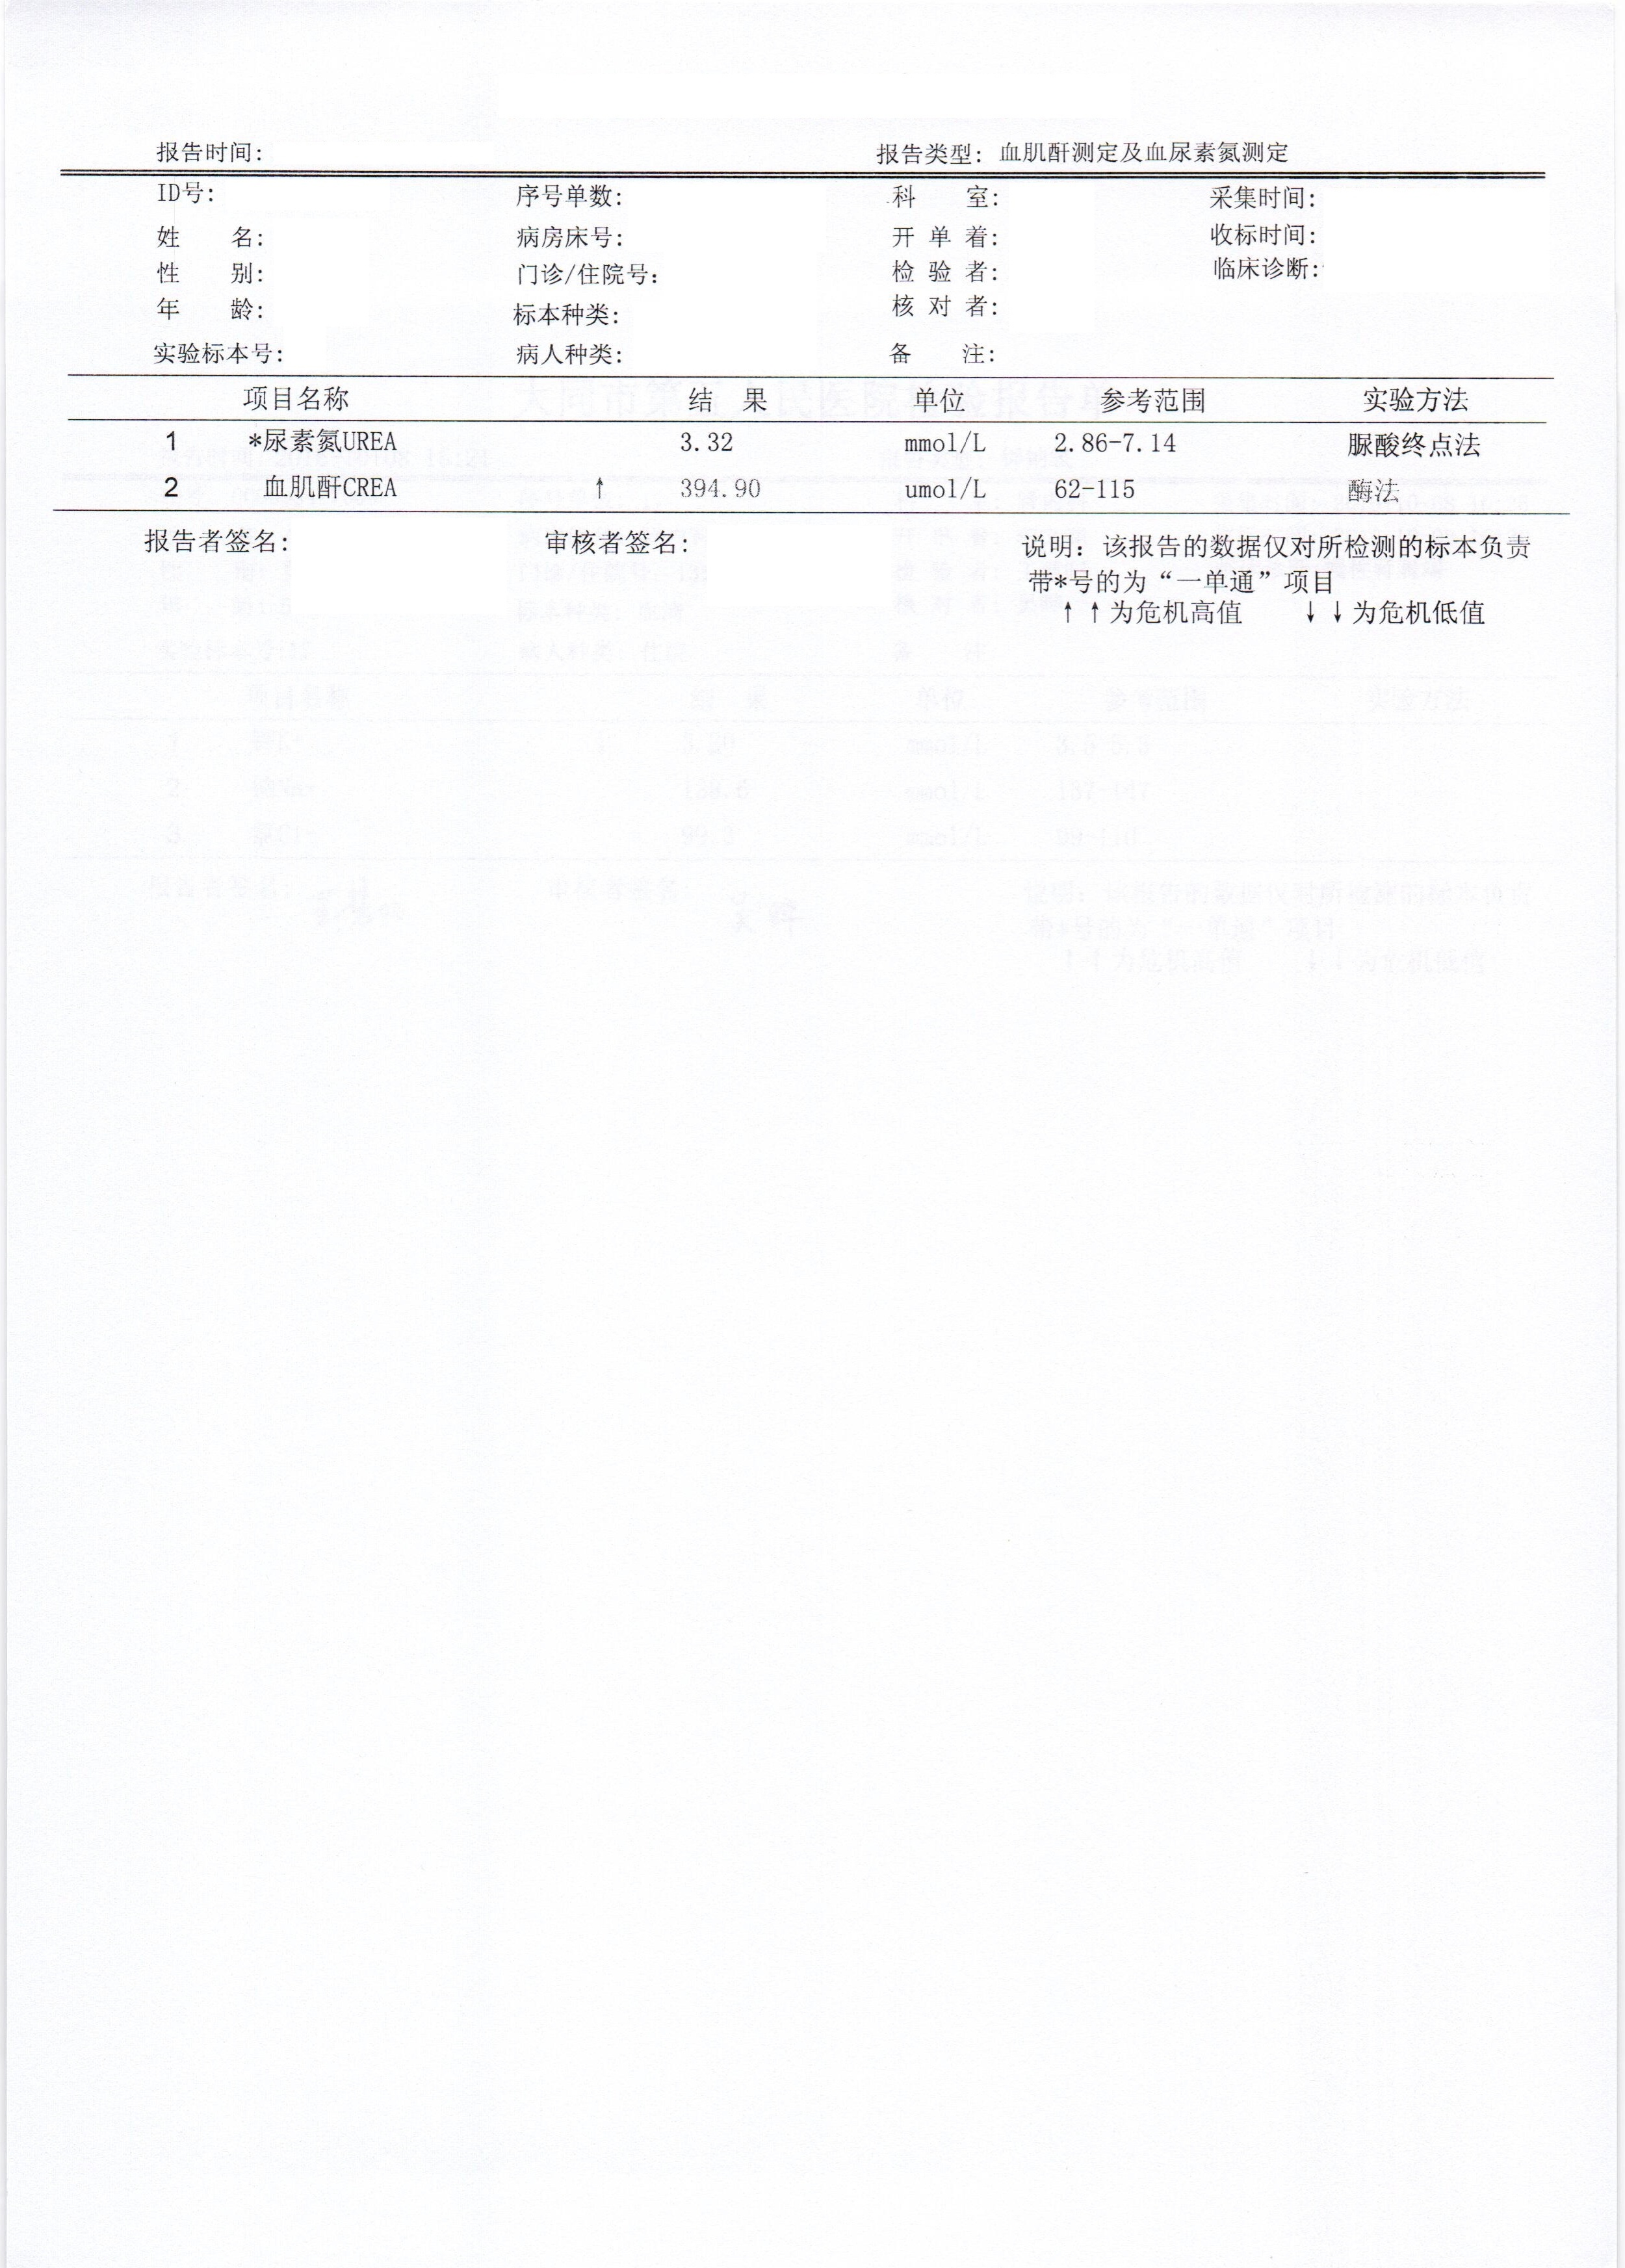 报告时间: 报告类型: 血肌酐测定及血尿素氮测定
ID号: 序号单数: 科 室: 采集时间:
姓 名: 病房床号: 开 单 着: 收标时间:
性 别: 门诊/住院号: 检 验 者: 临床诊断:
年 龄: 标本种类: 核 对 者:
实验标本号: 病人种类: 备 注:
项目名称 结 果 单位 参考范围 实验方法
1 *尿素氮UREA 3.32 mmol/L 2.86-7.14 脲酸终点法
2 血肌酐CREA ↑ 394.90 umol/L 62-115 酶法
报告者签名: 审核者签名: 说明: 该报告的数据仅对所检测的标本负责
带*号的为“一单通”项目
↑↑为危机高值 ↓↓为危机低值